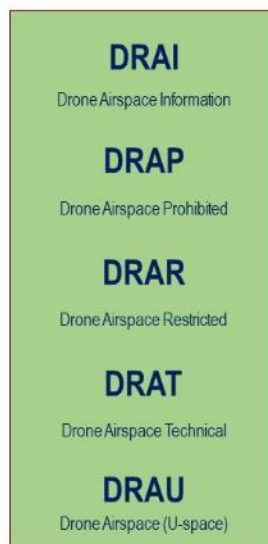 DRAI
Drone Airspace Information
DRAP
Drone Airspace Prohibited
DRAR
Drone Airspace Restricted
DRAT
Drone Airspace Technical
DRAU
Drone Airspace (U-space)